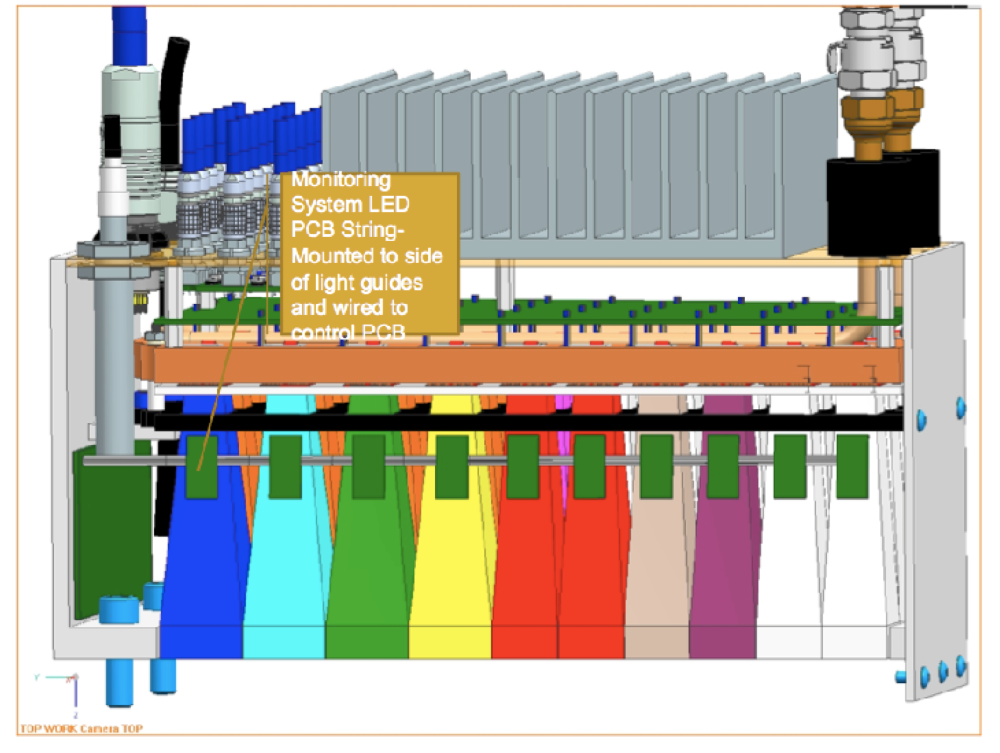 Monitoring
System LED
PCB String-
Mounted to side
of light guides
and wired to
control PCB
Y
X
Z
TOP WORK Camera TOP